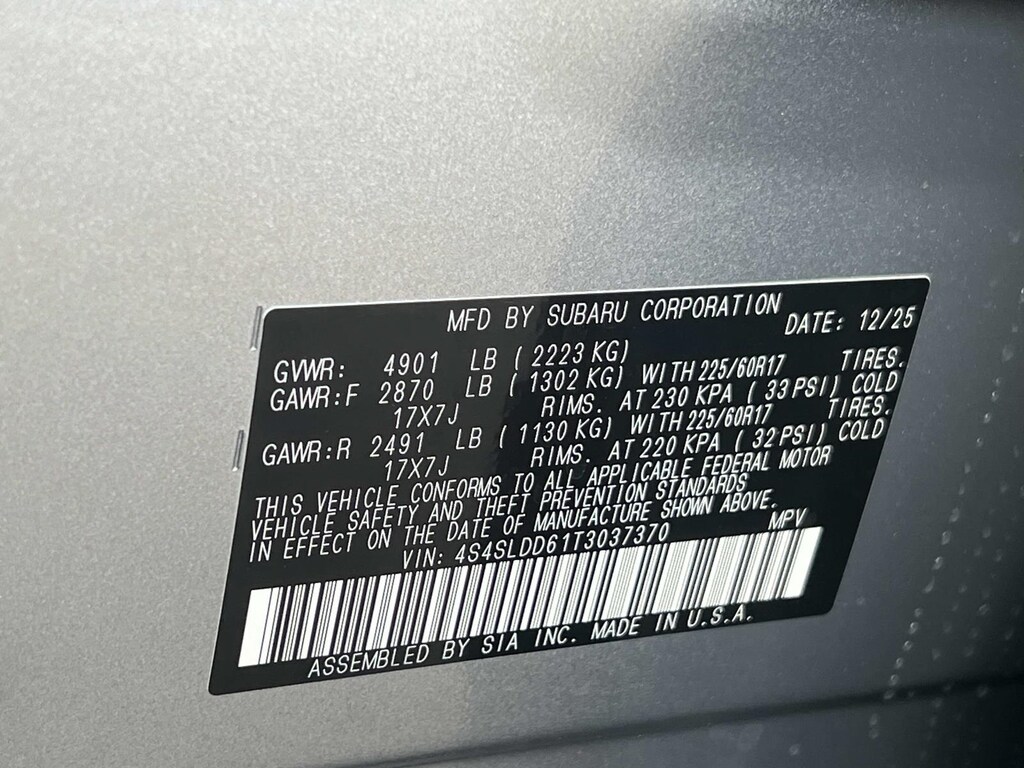 MFD BY SUBARU CORPORATION DATE: 12/25
GVWR: 4901 LB ( 2223 KG)
GAWR:F 2870 LB ( 1302 KG) WITH 225/60R17 TIRES.
17X7J RIMS. AT 230 KPA ( 33 PSI) COLD
GAWR:R 2491 LB ( 1130 KG) WITH 225/60R17 TIRES.
17X7J RIMS. AT 220 KPA ( 32 PSI) COLD
THIS VEHICLE CONFORMS TO ALL APPLICABLE FEDERAL MOTOR
VEHICLE SAFETY AND THEFT PREVENTION STANDARDS
IN EFFECT ON THE DATE OF MANUFACTURE SHOWN ABOVE.
VIN: 4S4SLDD61T3037370 MPV
ASSEMBLED BY SIA INC. MADE IN U.S.A.